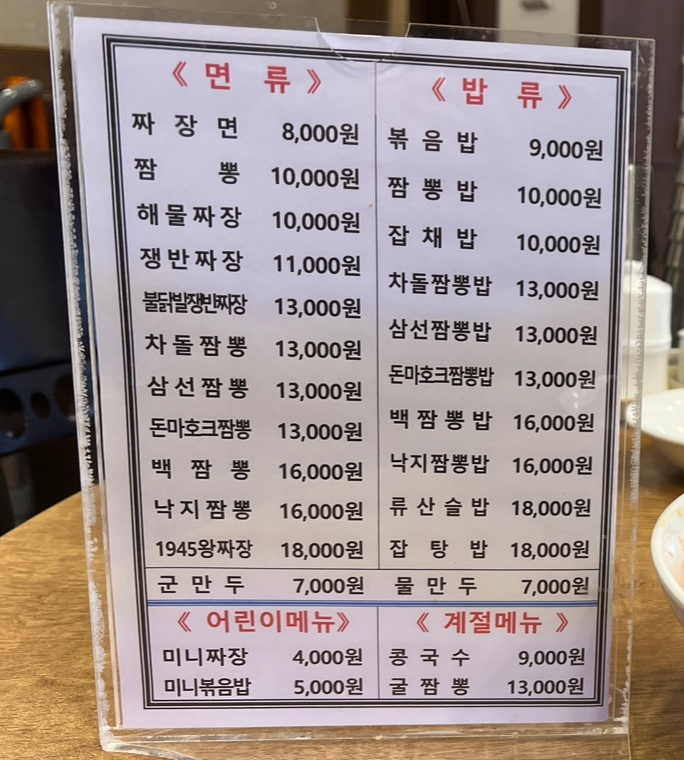 《 면 류 》
짜 장 면 8,000원
짬 뽕 10,000원
해물짜장 10,000원
쟁반짜장 11,000원
불닭발쟁반짜장 13,000원
차돌짬뽕 13,000원
삼선짬뽕 13,000원
돈마호크짬뽕 13,000원
백 짬 뽕 16,000원
낙지짬뽕 16,000원
1945왕짜장 18,000원
《 밥 류 》
볶 음 밥 9,000원
짬 뽕 밥 10,000원
잡 채 밥 10,000원
차돌짬뽕밥 13,000원
삼선짬뽕밥 13,000원
돈마호크짬뽕밥 13,000원
백짬뽕밥 16,000원
낙지짬뽕밥 16,000원
류산슬밥 18,000원
잡 탕 밥 18,000원
군 만 두 7,000원
물 만 두 7,000원
《 어린이메뉴》
미니짜장 4,000원
미니볶음밥 5,000원
《 계절메뉴 》
콩 국 수 9,000원
굴 짬 뽕 13,000원